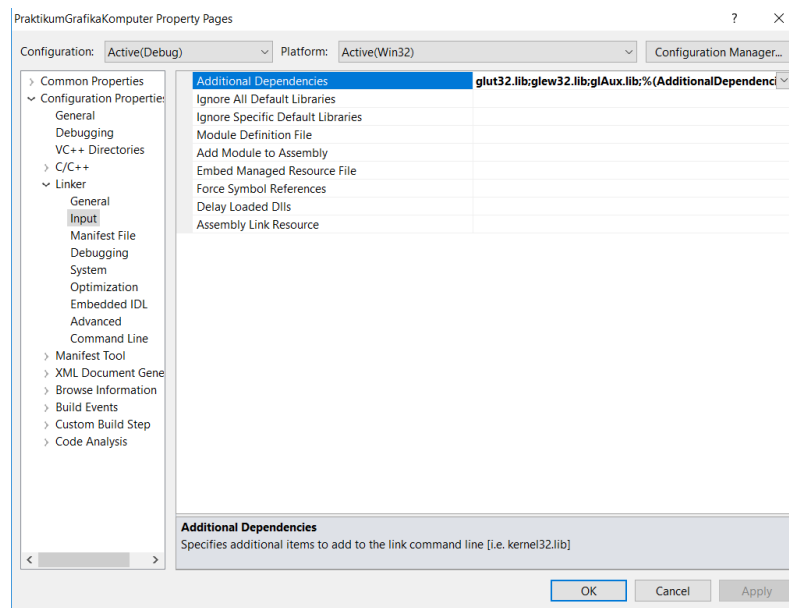 PraktikumGrafikaKomputer Property Pages
?
Configuration: Active(Debug) Platform: Active(Win32) Configuration Manager...
Common Properties
Configuration Properties
General
Debugging
VC++ Directories
C/C++
Linker
General
Input
Manifest File
Debugging
System
Optimization
Embedded IDL
Advanced
Command Line
Manifest Tool
XML Document Gene
Browse Information
Build Events
Custom Build Step
Code Analysis
Additional Dependencies glut32.lib;glew32.lib;glAux.lib;%(AdditionalDependenci
Ignore All Default Libraries
Ignore Specific Default Libraries
Module Definition File
Add Module to Assembly
Embed Managed Resource File
Force Symbol References
Delay Loaded Dlls
Assembly Link Resource
Additional Dependencies
Specifies additional items to add to the link command line [i.e. kernel32.lib]
OK Cancel Apply